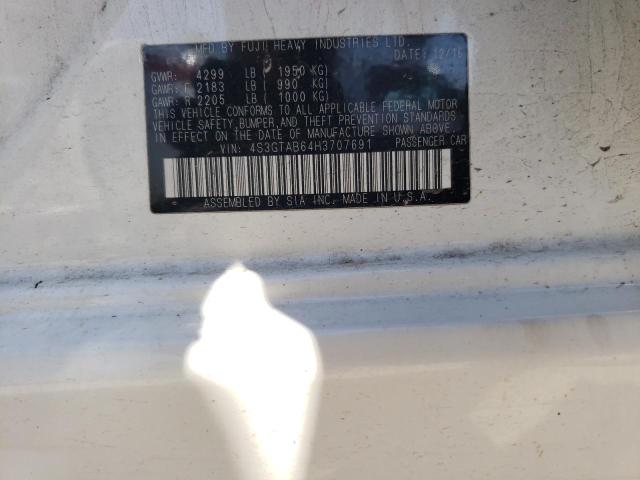 MFD BY FUJI HEAVY INDUSTRIES LTD.
DATE: 12/16
GVWR: 4299 LB ( 1950 KG)
GAWR: F 2183 LB ( 990 KG)
GAWR: R 2205 LB ( 1000 KG)
THIS VEHICLE CONFORMS TO ALL APPLICABLE FEDERAL MOTOR
VEHICLE SAFETY, BUMPER, AND THEFT PREVENTION STANDARDS
IN EFFECT ON THE DATE OF MANUFACTURE SHOWN ABOVE.
VIN: 4S3GTAB64H3707691 PASSENGER CAR
ASSEMBLED BY SIA INC. MADE IN U.S.A.